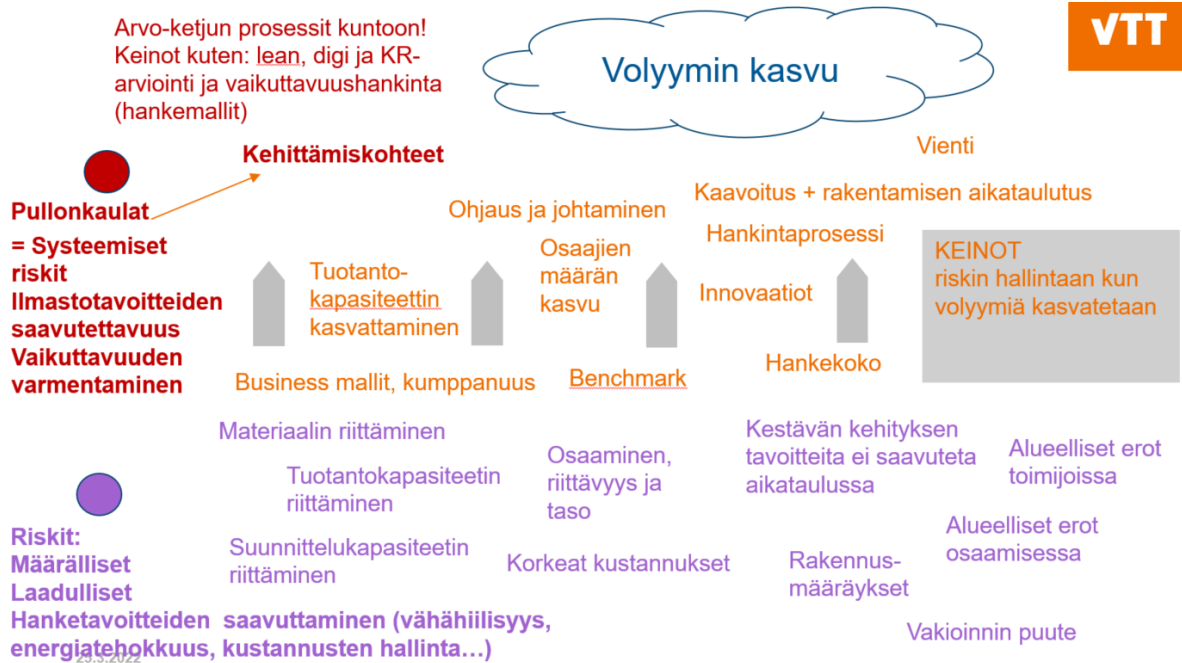 Arvo-ketjun prosessit kuntoon!
Keinot kuten: lean, digi ja KR-
arviointi ja vaikuttavuushankinta
(hankemallit)
Volyymin kasvu
VTT
Vienti
Kehittämiskohteet
Kaavoitus + rakentamisen aikataulutus
Pullonkaulat
= Systeemiset
riskit
Ilmastotavoitteiden
saavutettavuus
Vaikuttavuuden
varmentaminen
Ohjaus ja johtaminen
Hankintaprosessi
Osaajien
määrän
kasvu
Tuotanto-
kapasiteettin
kasvattaminen
Innovaatiot
KEINOT
riskin hallintaan kun
volyymiä kasvatetaan
Hankekoko
Business mallit, kumppanuus
Benchmark
Materiaalin riittäminen
Kestävän kehityksen
tavoitteita ei saavuteta
aikataulussa
Alueelliset erot
toimijoissa
Osaaminen,
riittävyys ja
taso
Tuotantokapasiteetin
riittäminen
Alueelliset erot
osaamisessa
Riskit:
Määrälliset
Laadulliset
Hanketavoitteiden saavuttaminen (vähähiilisyys,
energiatehokkuus, kustannusten hallinta…)
Suunnittelukapasiteetin
riittäminen
Korkeat kustannukset
Rakennus-
määräykset
Vakioinnin puute
25.3.2022